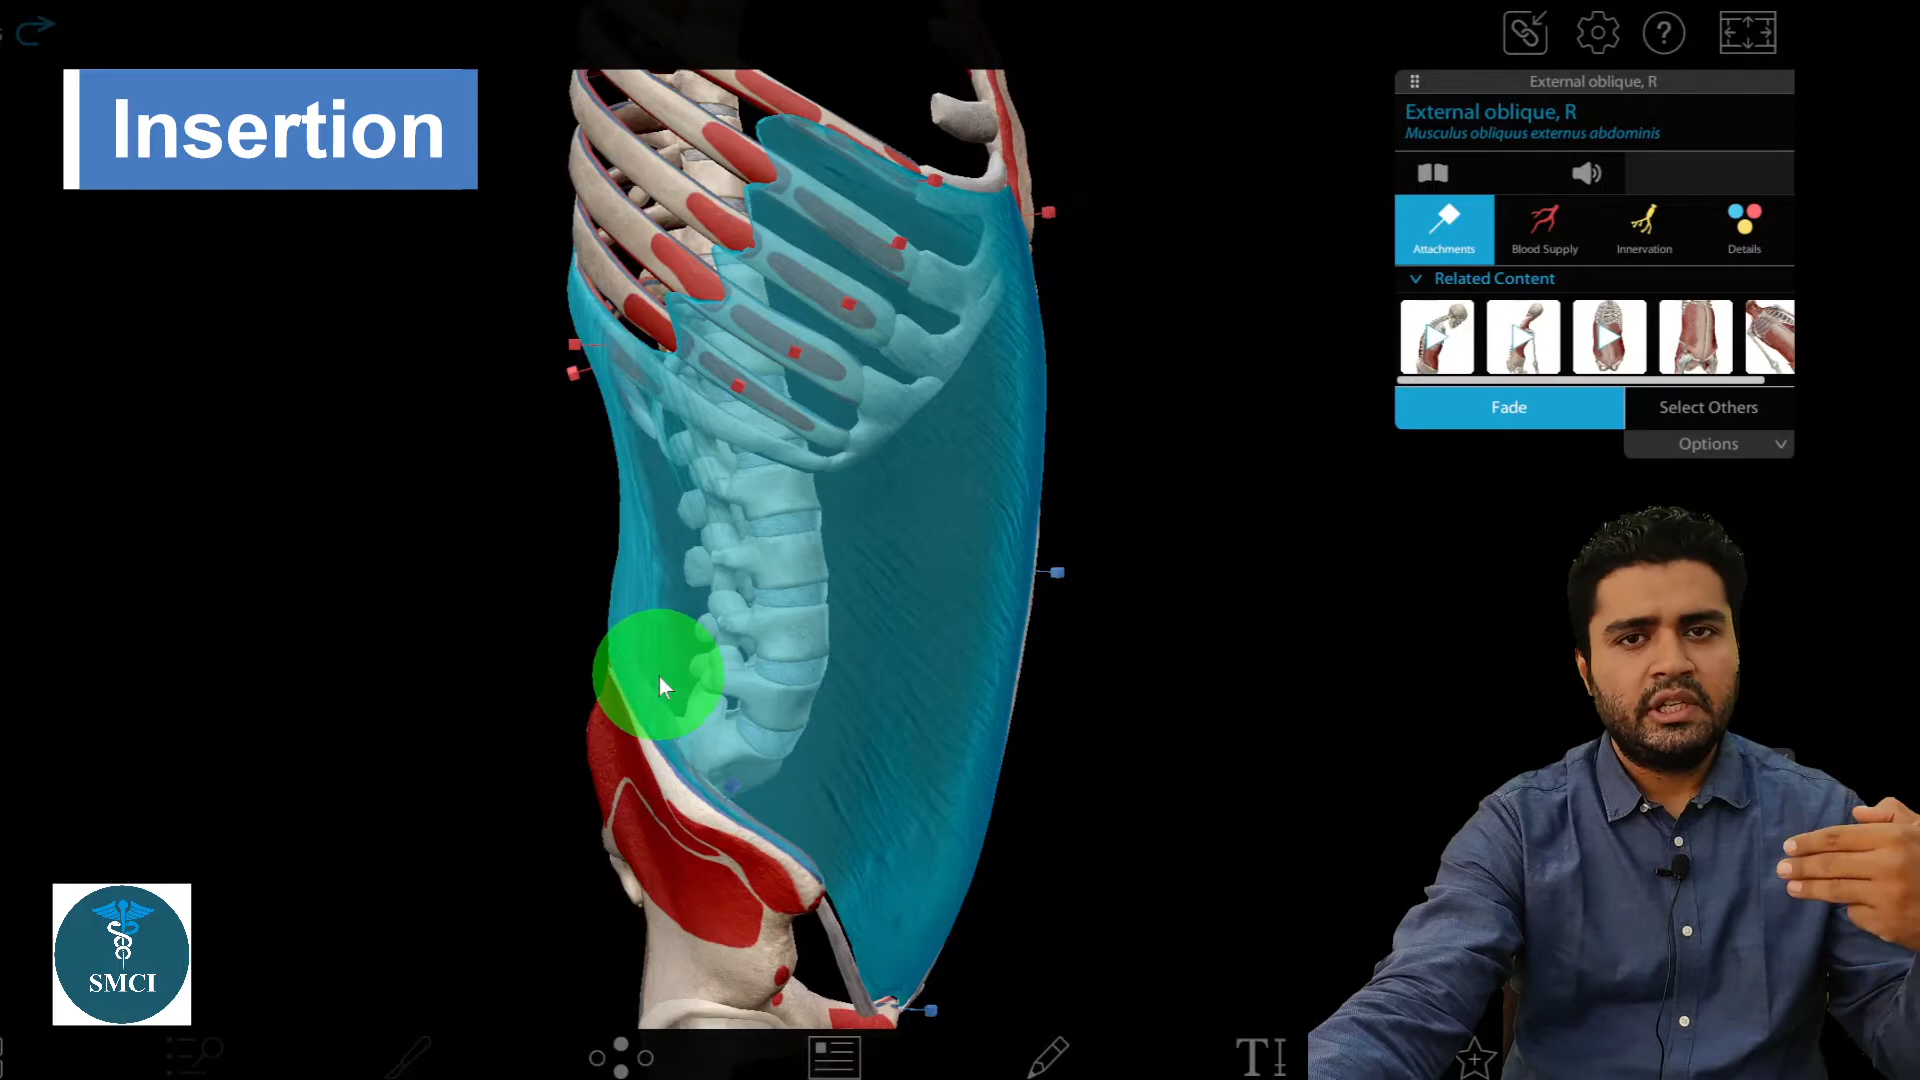 Insertion
External oblique, R
External oblique, R
Musculus obliquus externus abdominis
Attachments
Blood Supply
Innervation
Details
Related Content
Fade
Select Others
Options
SMCI